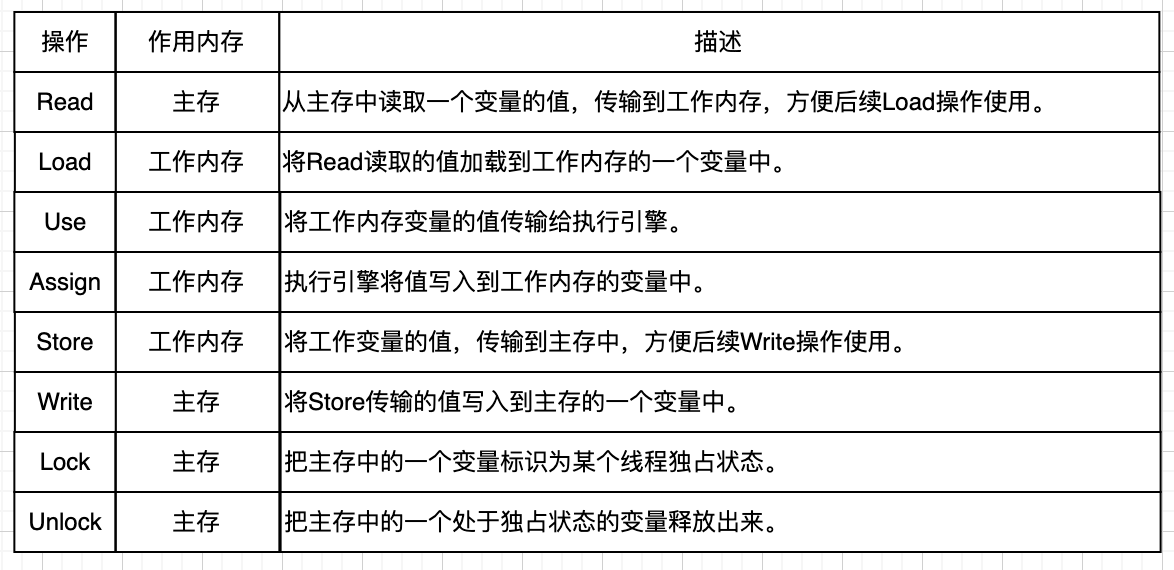 操作 作用内存 描述
Read 主存 从主存中读取一个变量的值，传输到工作内存，方便后续Load操作使用。
Load 工作内存 将Read读取的值加载到工作内存的一个变量中。
Use 工作内存 将工作内存变量的值传输给执行引擎。
Assign 工作内存 执行引擎将值写入到工作内存的变量中。
Store 工作内存 将工作变量的值，传输到主存中，方便后续Write操作使用。
Write 主存 将Store传输的值写入到主存的一个变量中。
Lock 主存 把主存中的一个变量标识为某个线程独占状态。
Unlock 主存 把主存中的一个处于独占状态的变量释放出来。